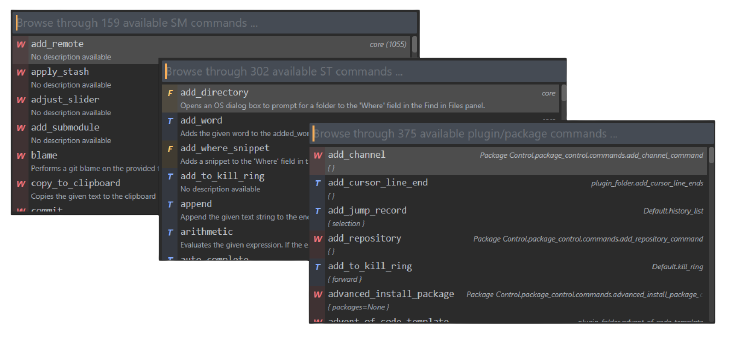 Browse through 159 available SM commands ...
W add_remote core (1055)
No description available
W apply_stash
No description available
W adjust_slider
No description available
W add_submodule
No description available
W blame
Performs a git blame on the provided
W copy_to_clipboard
Copies the given text to the clipboard
W commit
Browse through 302 available ST commands ...
F add_directory core
Opens an OS dialog box to prompt for a folder to the 'Where' field in the Find in Files panel.
T add_word
Adds the given word to the added_wor
F add_where_snippet
Adds a snippet to the 'Where' field in t
T add_to_kill_ring
No description available
T append
Append the given text string to the en
T arithmetic
Evaluates the given expression. If the e
T auto_complete
Browse through 375 available plugin/package commands ...
W add_channel Package Control.package_control.commands.add_channel_command
{ }
T add_cursor_line_end plugin_folder.add_cursor_line_ends
{ }
T add_jump_record Default.history_list
{ selection }
W add_repository Package Control.package_control.commands.add_repository_command
{ }
T add_to_kill_ring Default.kill_ring
{ forward }
W advanced_install_package Package Control.package_control.commands.advanced_install_package_
{ packages=None }
W advent_of_code_template plugin_folder.advent_of_code_template